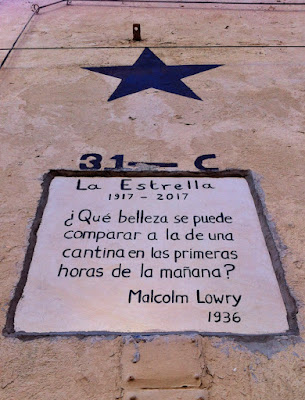 31 — C
La Estrella
1917 - 2017
¿Qué belleza se puede
comparar a la de una
cantina en las primeras
horas de la mañana?
Malcolm Lowry
1936